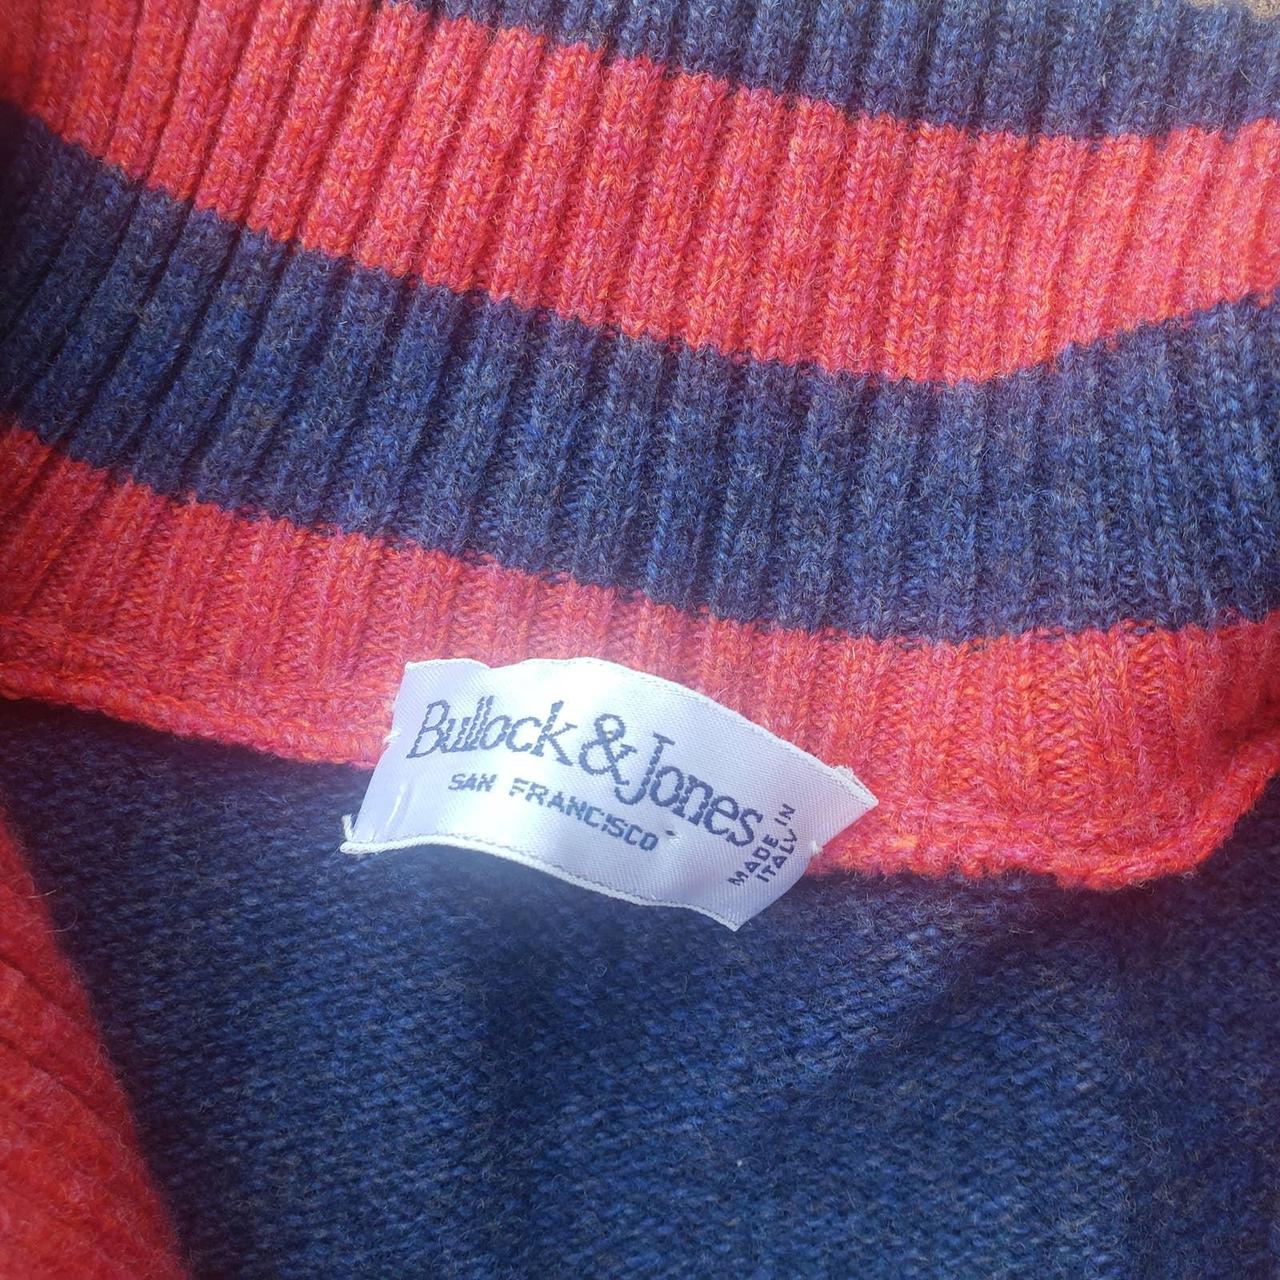 Bullock & Jones
SAN FRANCISCO
MADE IN
ITALY